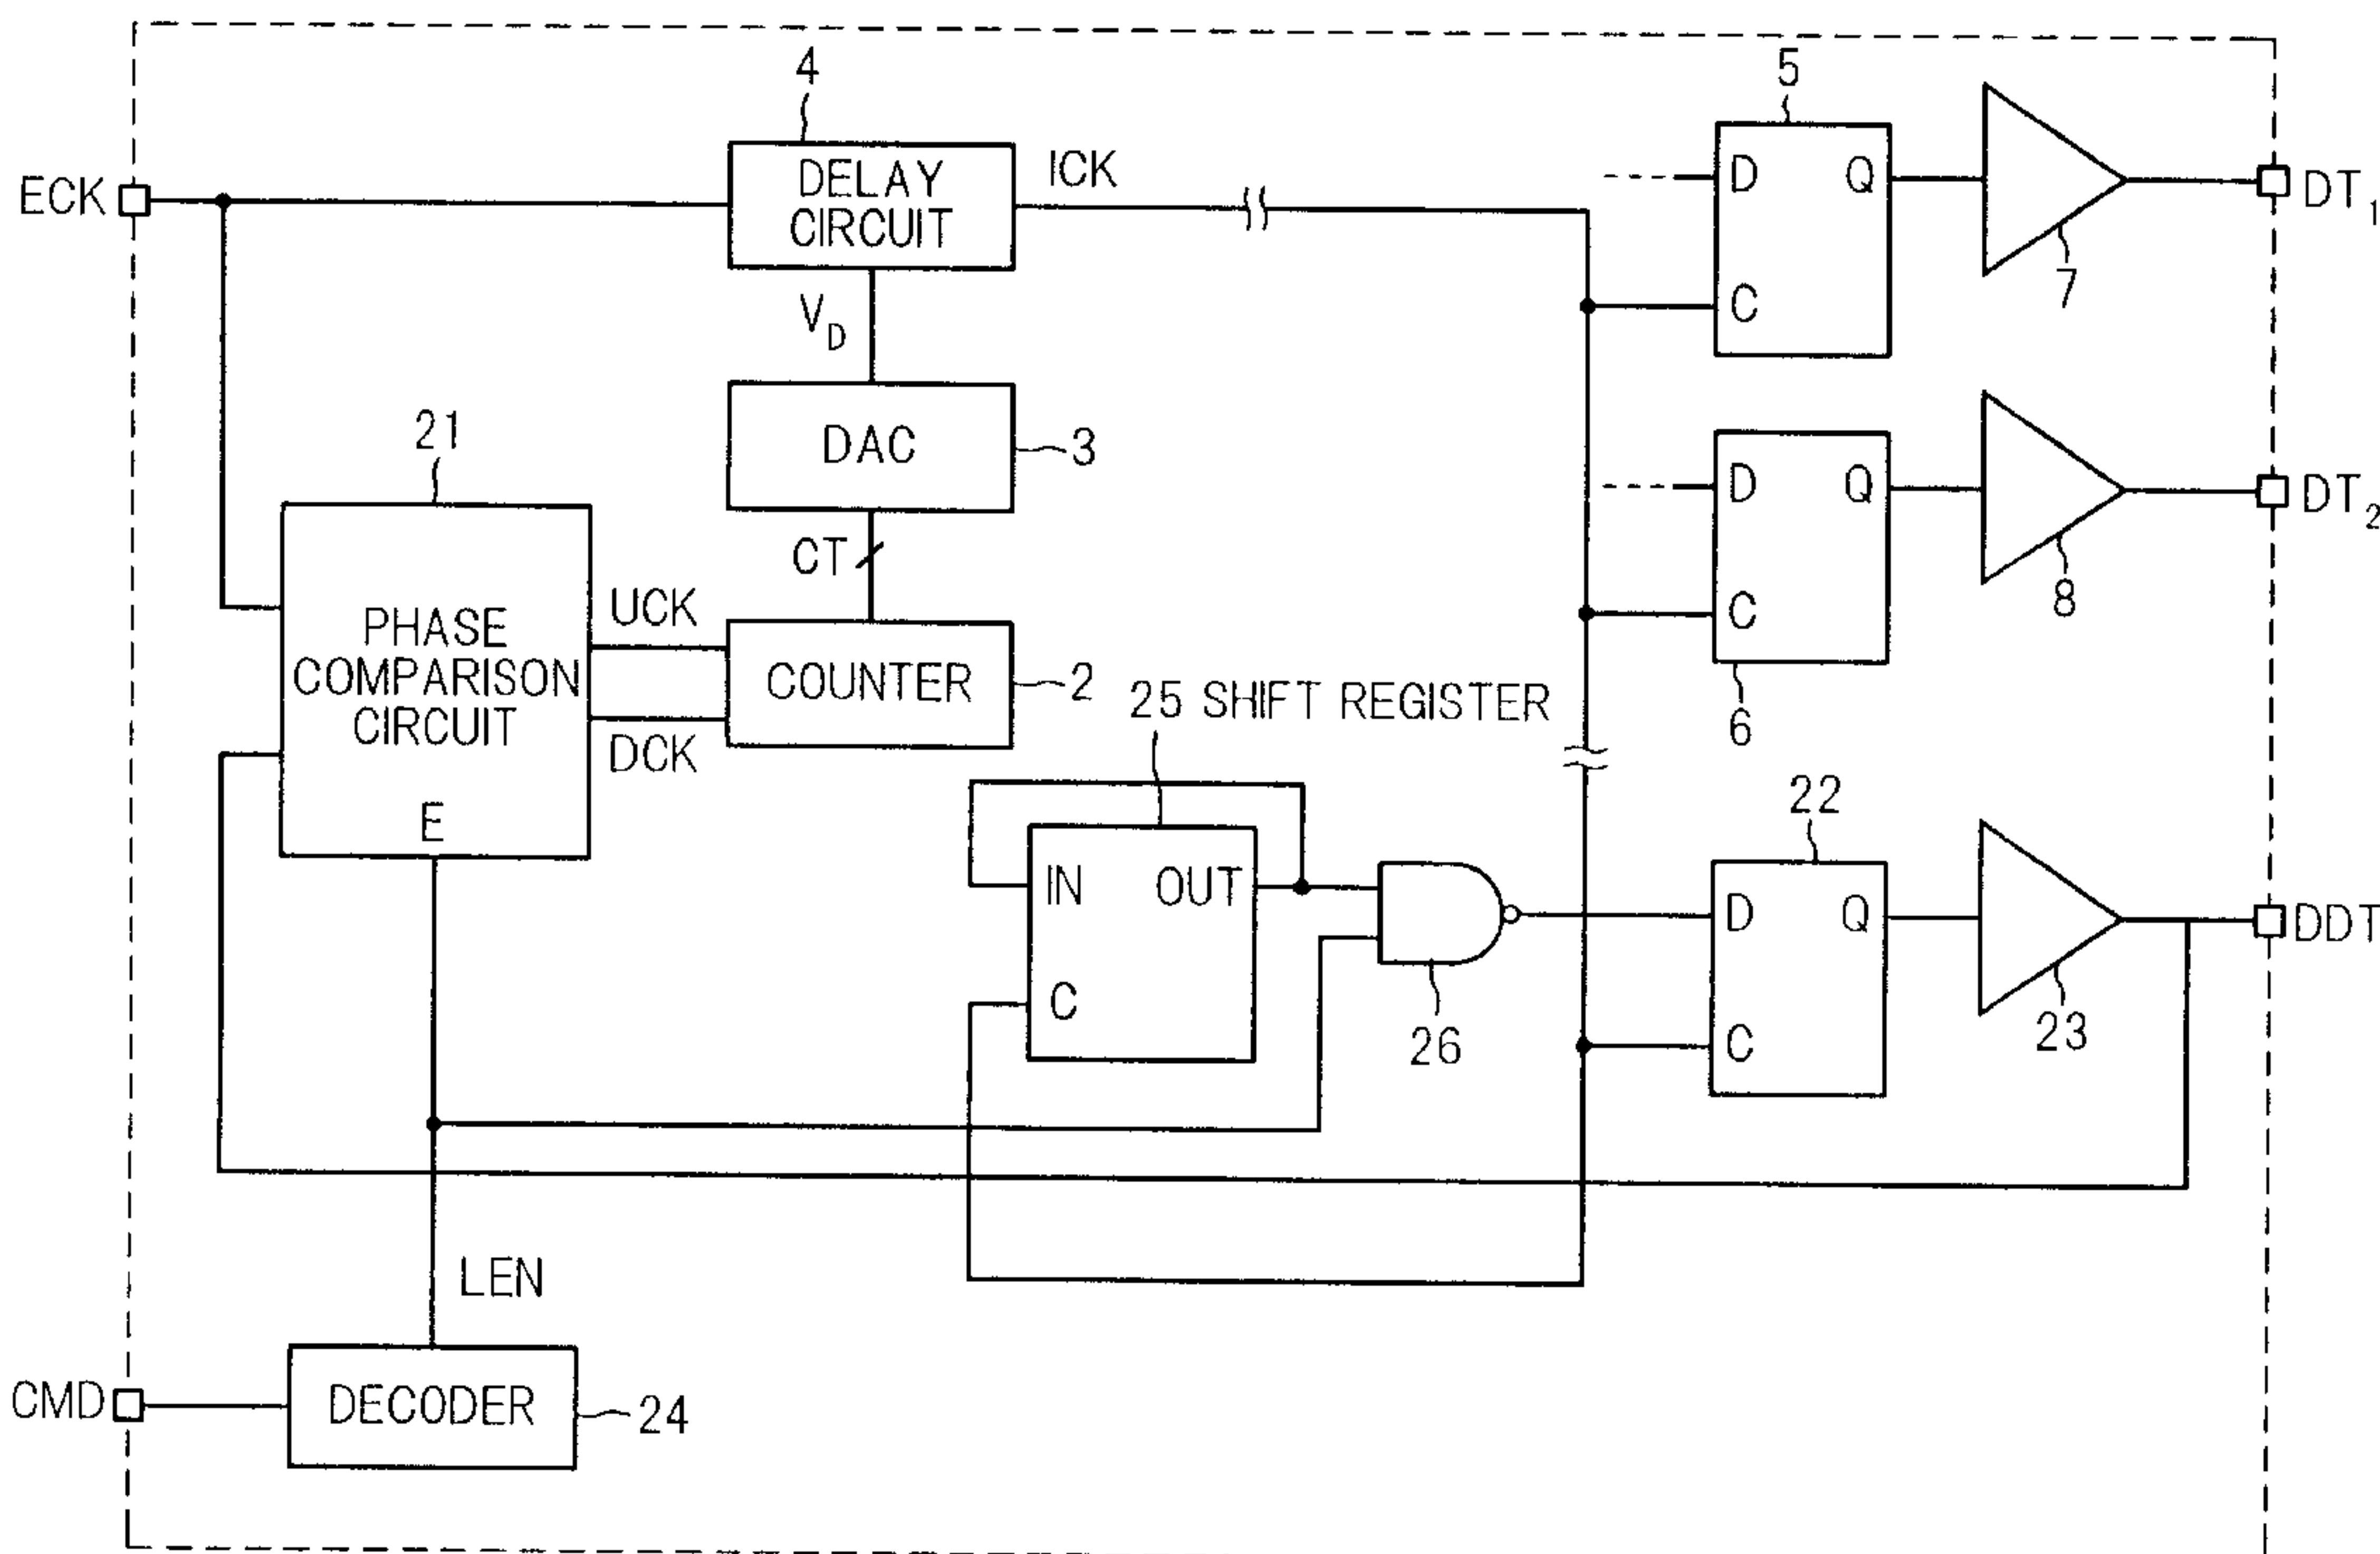 4
5
DELAY
CIRCUIT
ICK
ECK
D Q
DT1
C
7
VD
21
DAC
3
D Q
DT2
CT
UCK
PHASE
COMPARISON
CIRCUIT
COUNTER
2
C
8
25 SHIFT REGISTER
6
DCK
22
E
IN OUT
D Q
DDT
C
26
C
23
LEN
CMD
DECODER
24